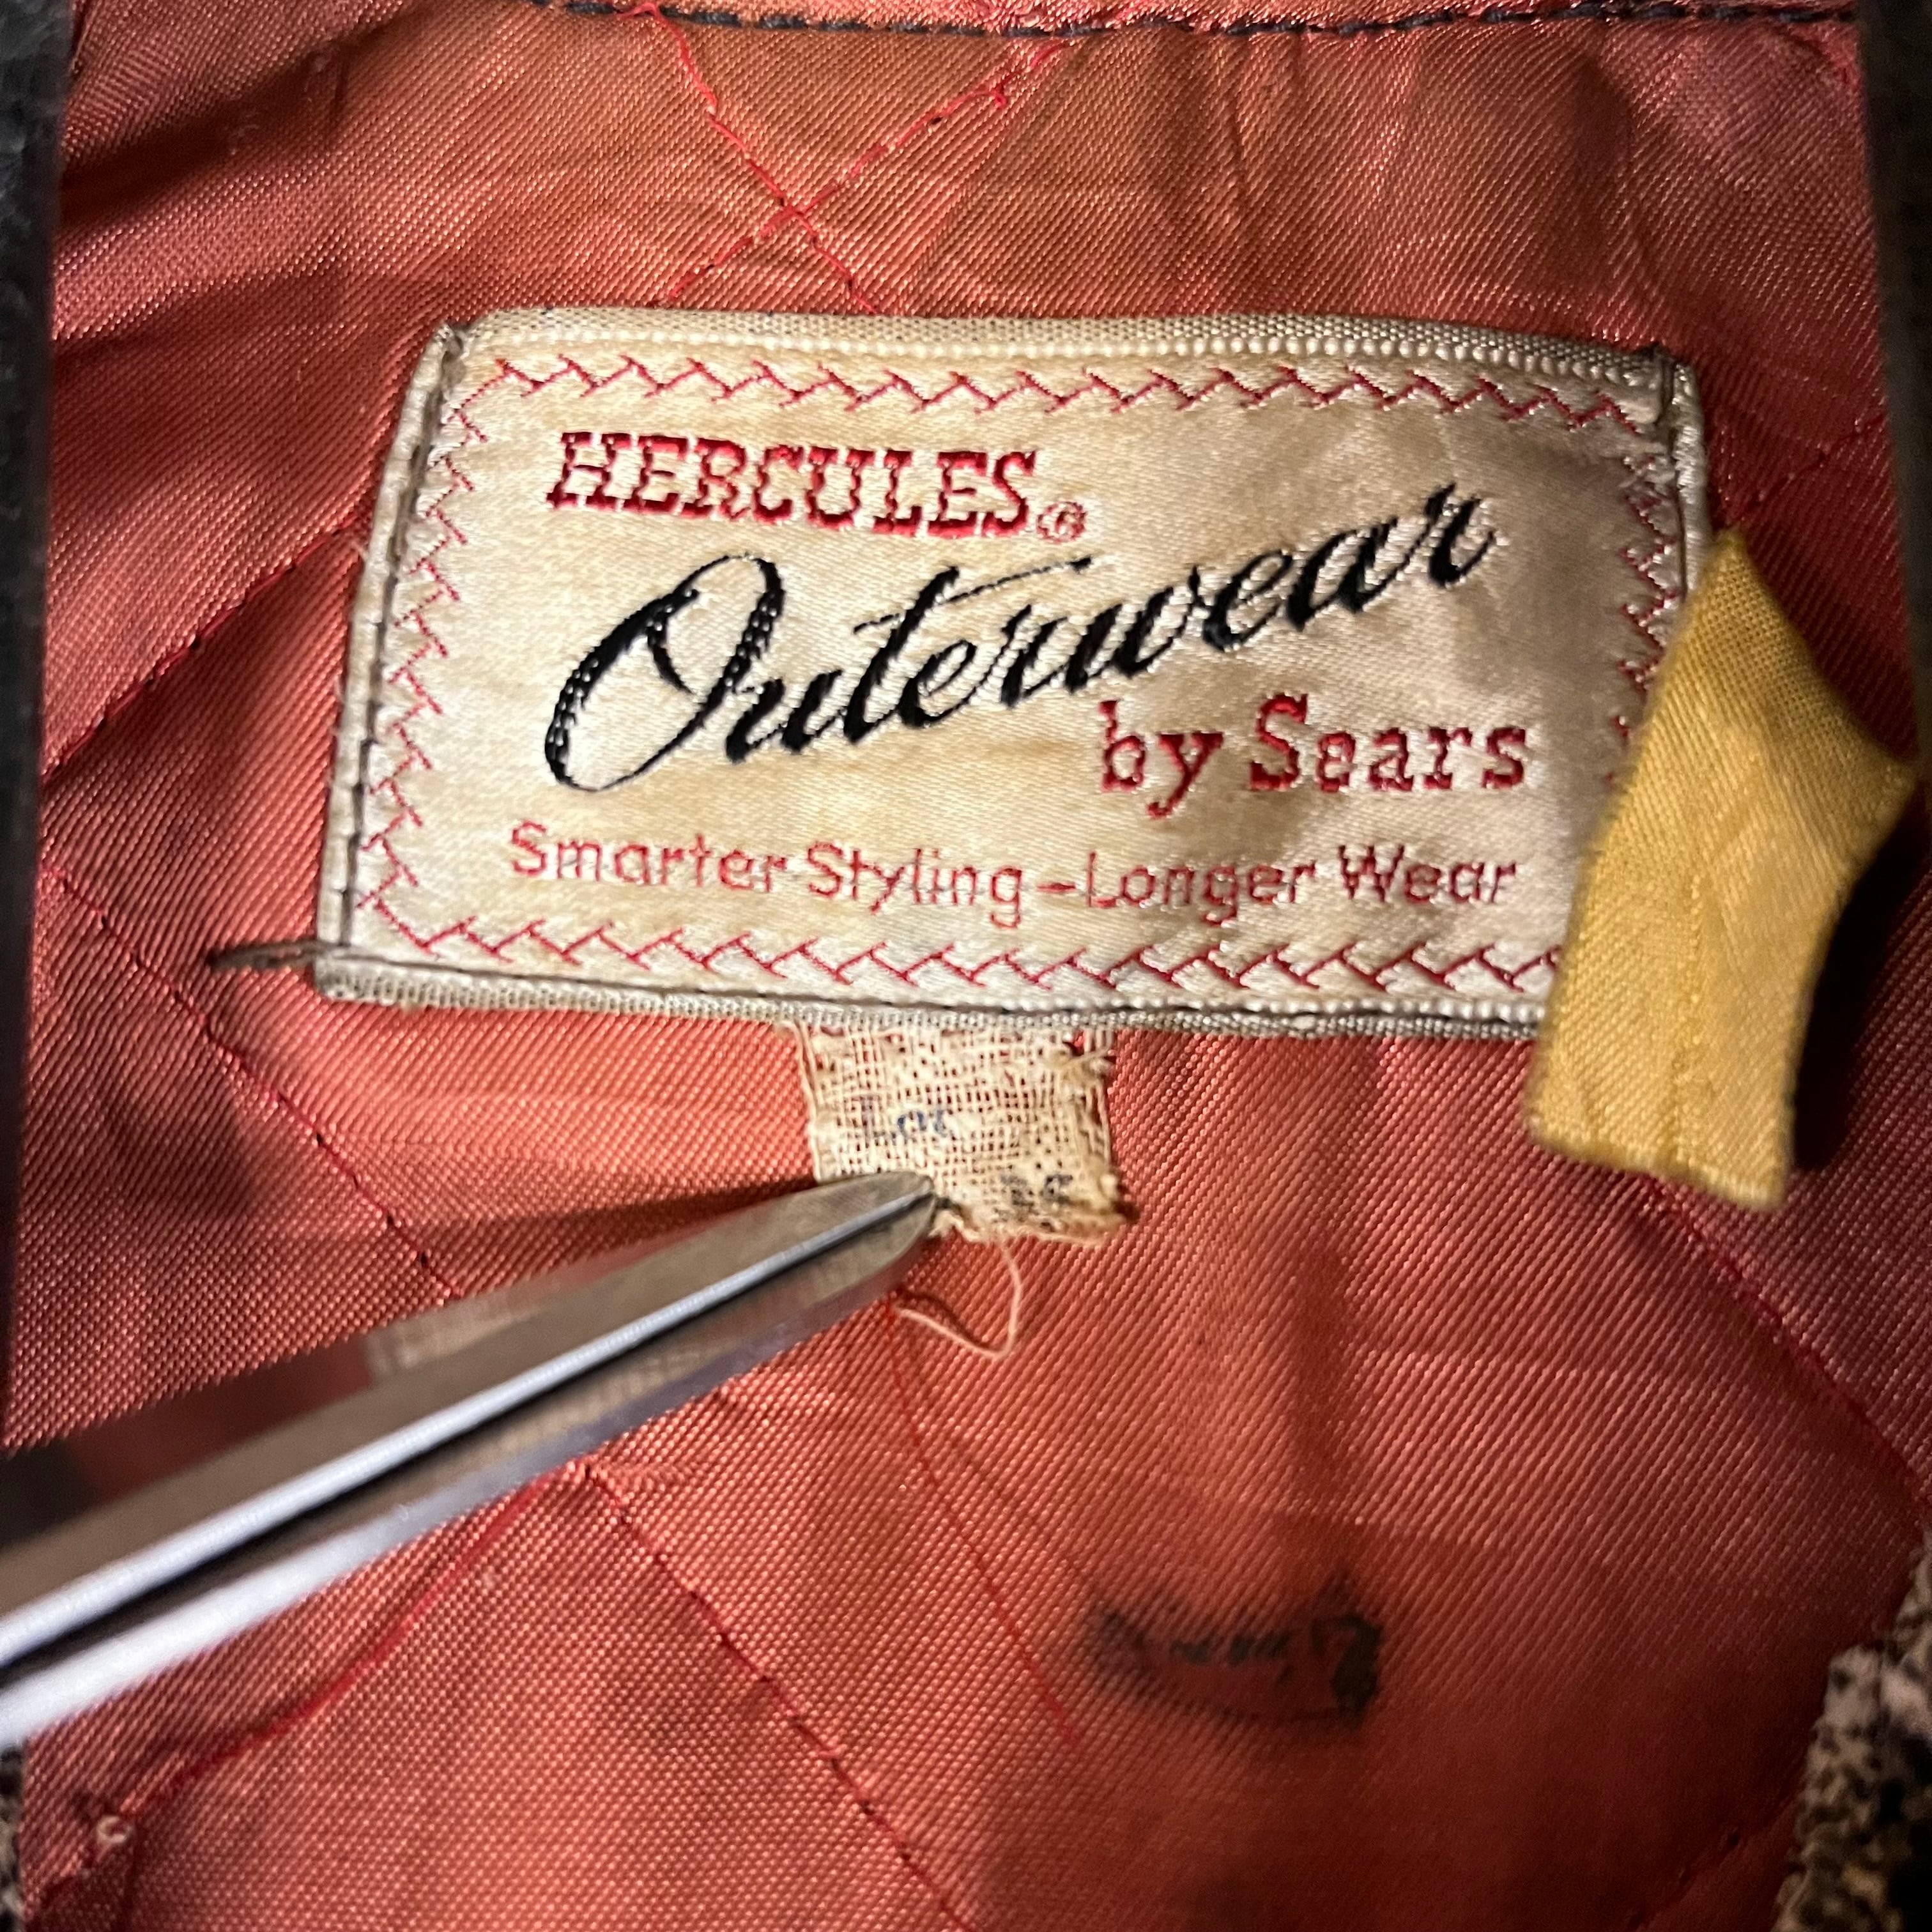 HERCULES®
Outerwear
by Sears
Smarter Styling-Longer Wear
Lot